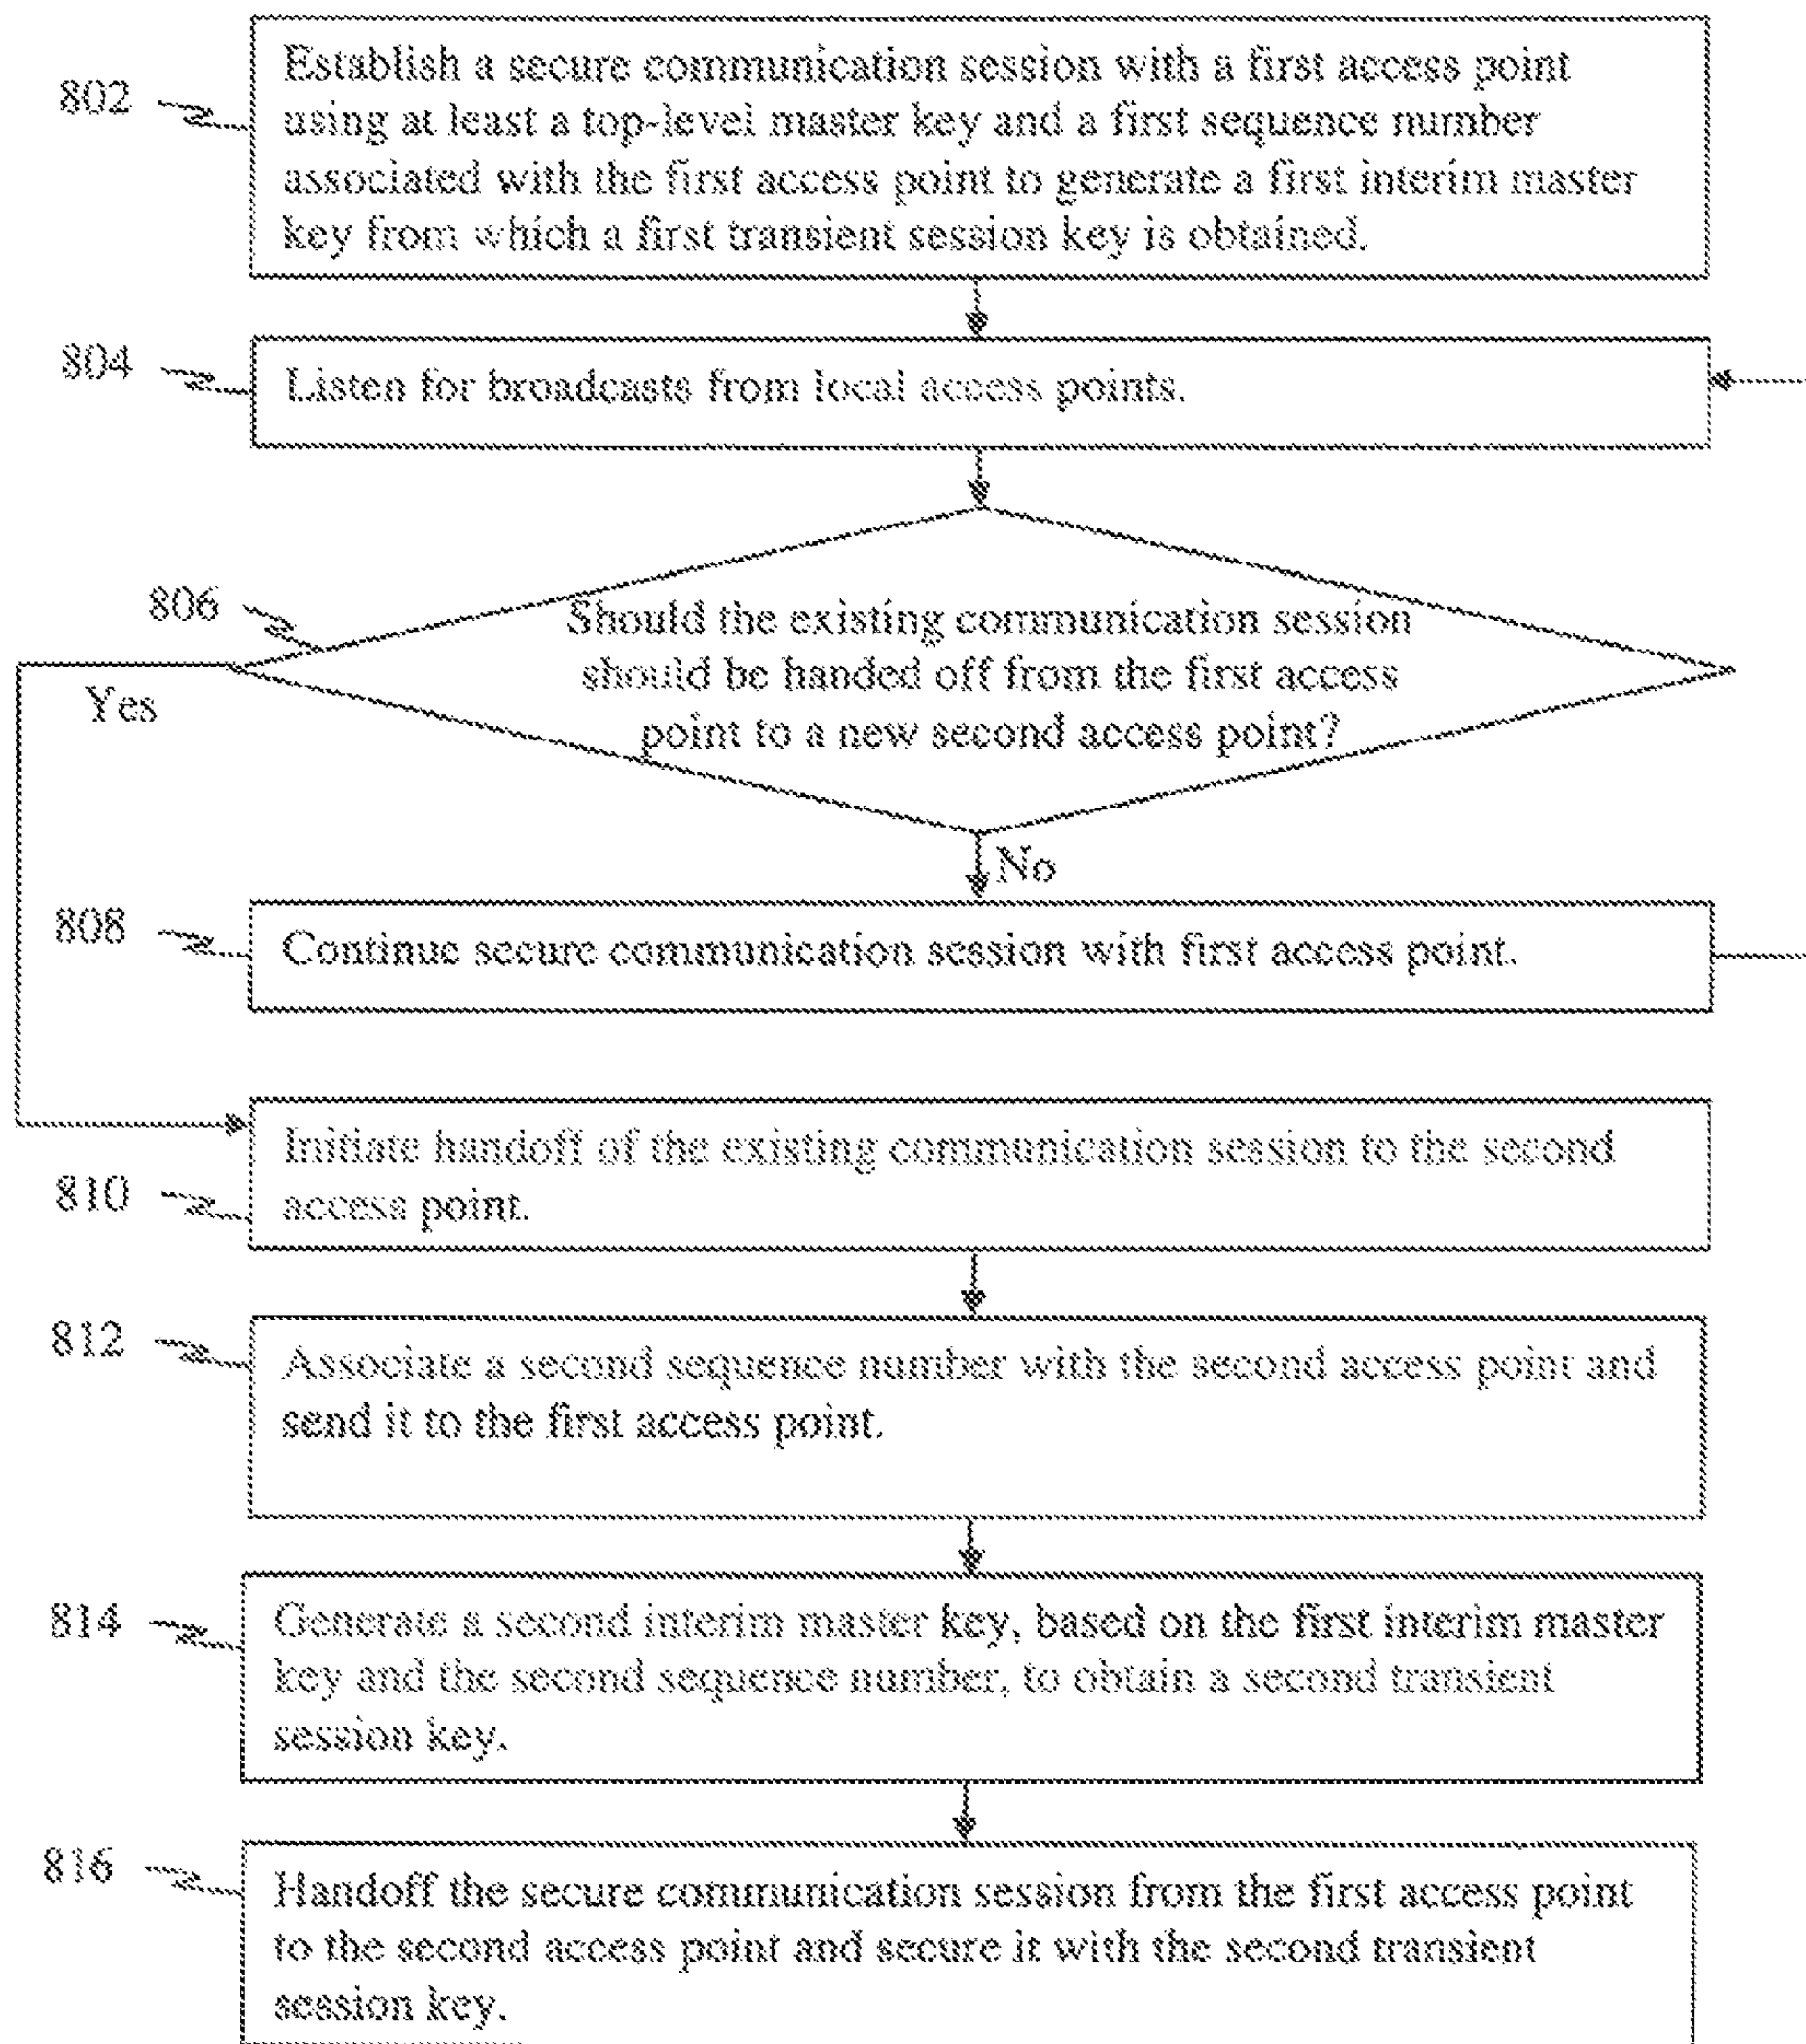 802
Establish a secure communication session with a first access point
using at least a top-level master key and a first sequence number
associated with the first access point to generate a first interim master
key from which a first transient session key is obtained.
804
Listen for broadcasts from local access points.
806
Should the existing communication session
should be handed off from the first access
point to a new second access point?
Yes
No
808
Continue secure communication session with first access point.
810
Initiate handoff of the existing communication session to the second
access point.
812
Associate a second sequence number with the second access point and
send it to the first access point.
814
Generate a second interim master key, based on the first interim master
key and the second sequence number, to obtain a second transient
session key.
816
Handoff the secure communication session from the first access point
to the second access point and secure it with the second transient
session key.